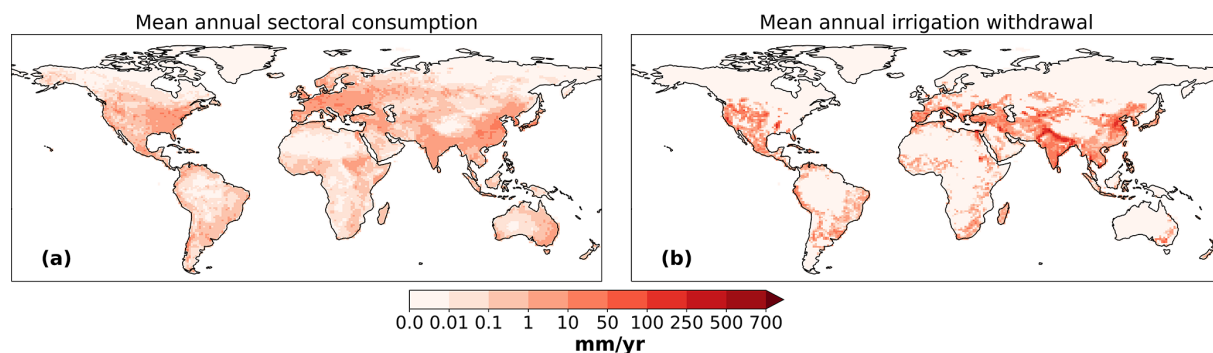 Mean annual sectoral consumption
Mean annual irrigation withdrawal
(a)
(b)
0.0 0.01 0.1 1 10 50 100 250 500 700
mm/yr